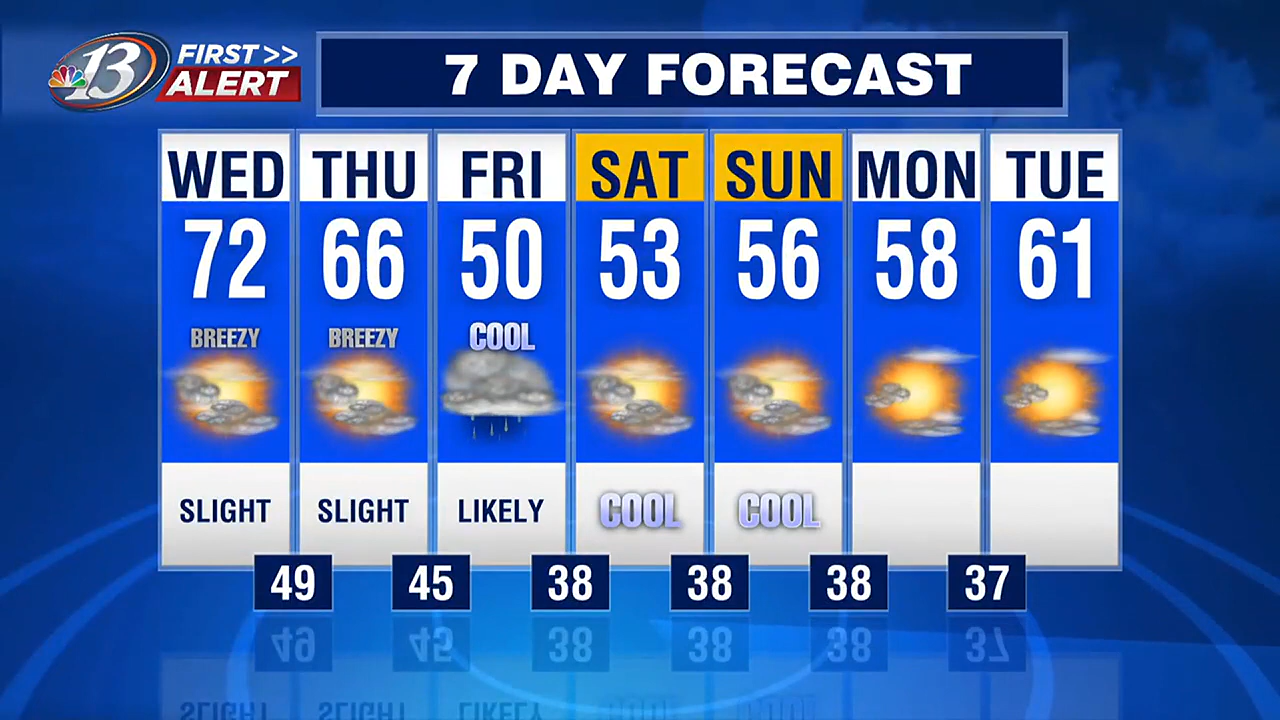 13 FIRST >>
ALERT
7 DAY FORECAST
WED THU FRI SAT SUN MON TUE
72 66 50 53 56 58 61
BREEZY BREEZY COOL
SLIGHT SLIGHT LIKELY COOL COOL
49 45 38 38 38 37